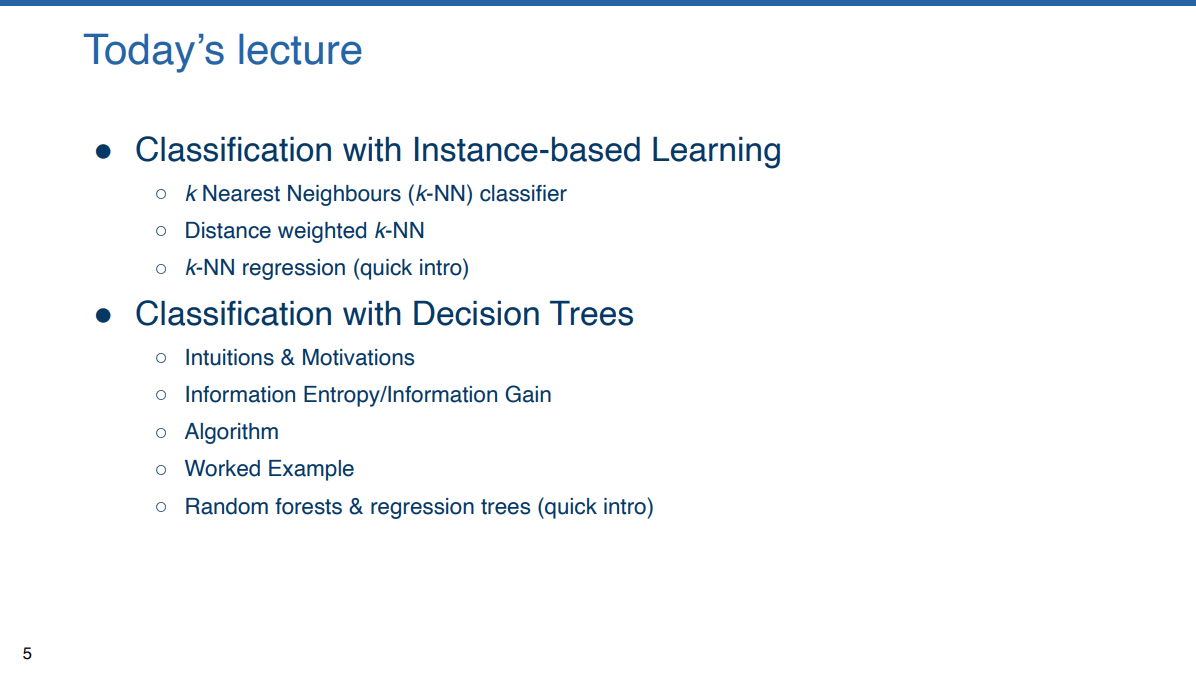 Today’s lecture
● Classification with Instance-based Learning
○ k Nearest Neighbours (k-NN) classifier
○ Distance weighted k-NN
○ k-NN regression (quick intro)
● Classification with Decision Trees
○ Intuitions & Motivations
○ Information Entropy/Information Gain
○ Algorithm
○ Worked Example
○ Random forests & regression trees (quick intro)
5